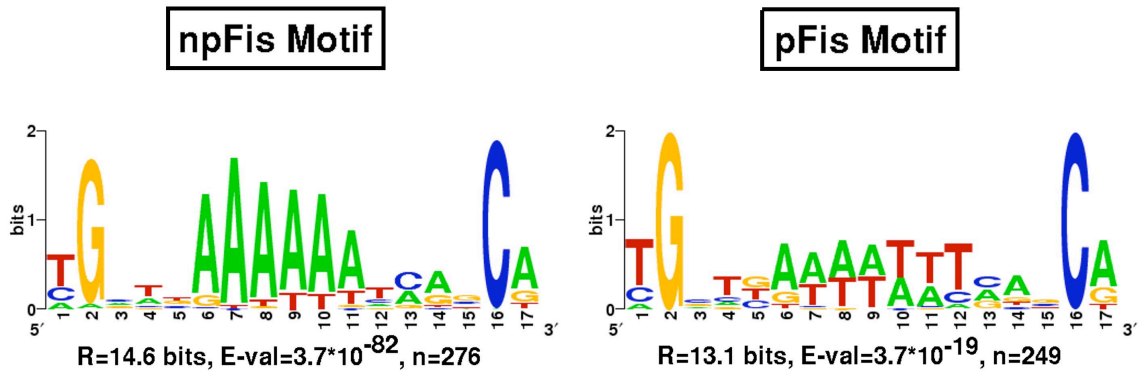 npFis Motif
pFis Motif
2
1
0
bits
5′ 1 2 3 4 5 6 7 8 9 10 11 12 13 14 15 16 17 3′
R=14.6 bits, E-val=3.7*10^-82, n=276
2
1
0
bits
5′ 1 2 3 4 5 6 7 8 9 10 11 12 13 14 15 16 17 3′
R=13.1 bits, E-val=3.7*10^-19, n=249